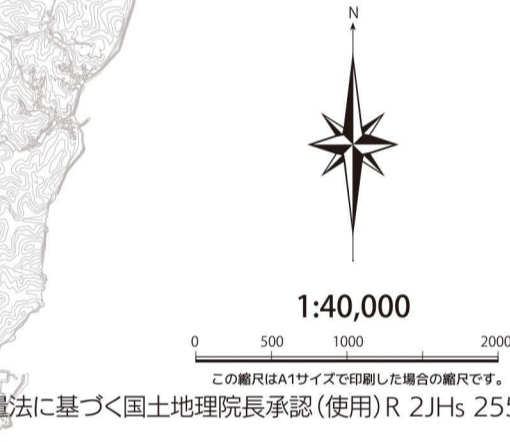 N
1:40,000
0 500 1000 2000
この縮尺はA1サイズで印刷した場合の縮尺です。
量法に基づく国土地理院長承認(使用)R 2JHs 255